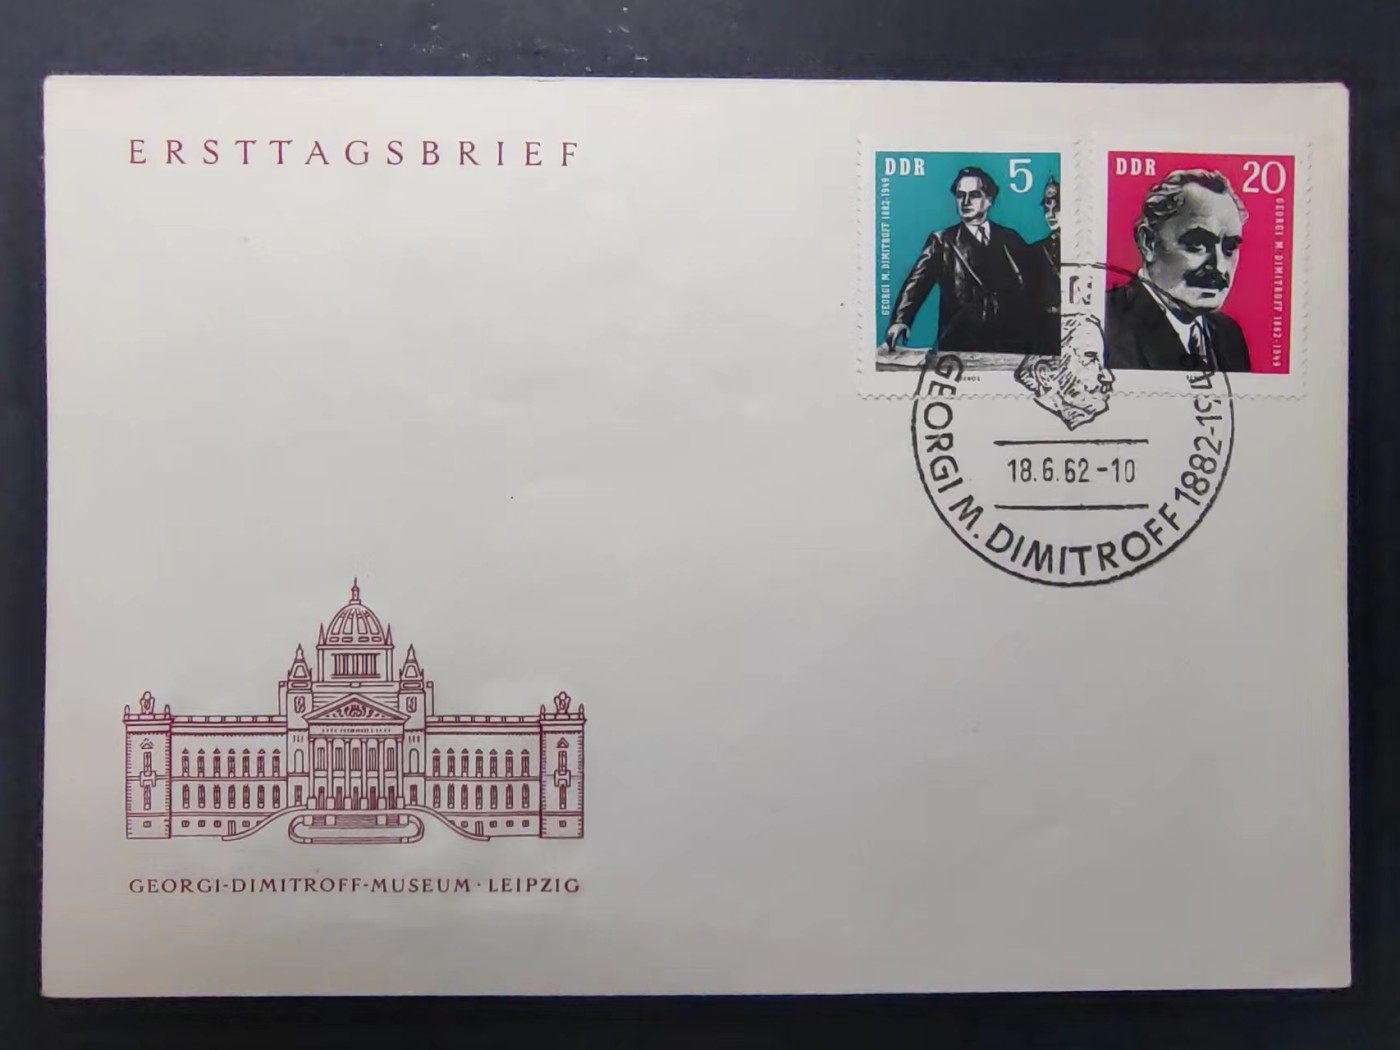 ERSTTAGSBRIEF
DDR 5
GEORGI M. DIMITROFF 1882-1949
DDR 20
GEORGI M. DIMITROFF 1882-1949
GEORGI M. DIMITROFF 1882-
18.6.62-10
GEORGI-DIMITROFF-MUSEUM · LEIPZIG